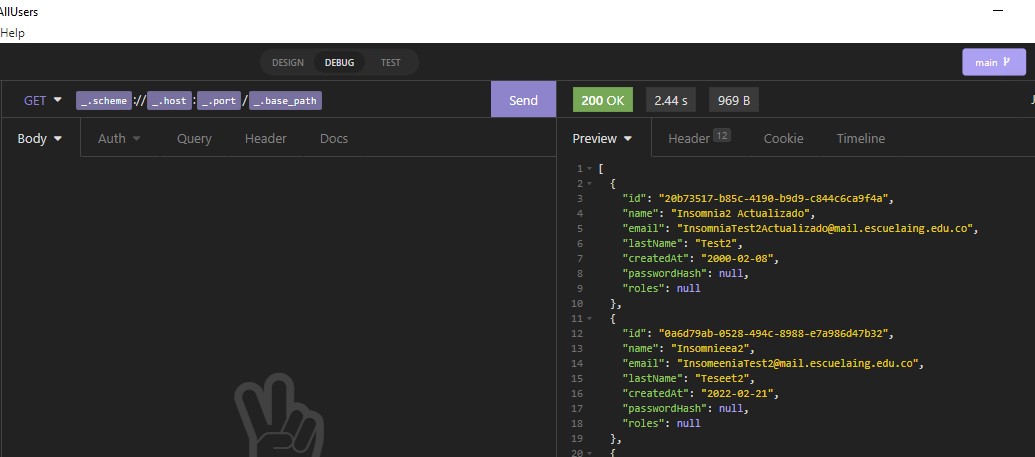 AllUsers
Help
DESIGN DEBUG TEST
main
GET _.scheme :// _.host : _.port / _.base_path Send 200 OK 2.44 s 969 B
Body Auth Query Header Docs Preview Header 12 Cookie Timeline
1 [
2 {
3 "id": "20b73517-b85c-4190-b9d9-c844c6ca9f4a",
4 "name": "Insomnia2 Actualizado",
5 "email": "InsomniaTest2Actualizado@mail.escuelaing.edu.co",
6 "lastName": "Test2",
7 "createdAt": "2000-02-08",
8 "passwordHash": null,
9 "roles": null
10 },
11 {
12 "id": "0a6d79ab-0528-494c-8988-e7a986d47b32",
13 "name": "Insomnieea2",
14 "email": "InsomeeniaTest2@mail.escuelaing.edu.co",
15 "lastName": "Teseet2",
16 "createdAt": "2022-02-21",
17 "passwordHash": null,
18 "roles": null
19 },
20 {